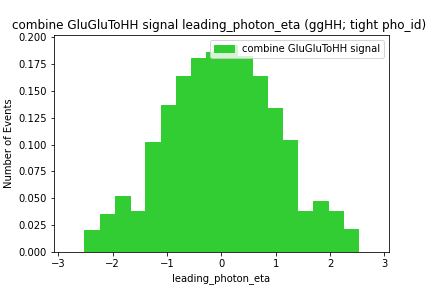 combine GluGluToHH signal leading_photon_eta (ggHH; tight pho_id)
combine GluGluToHH signal
Number of Events
0.200
0.175
0.150
0.125
0.100
0.075
0.050
0.025
0.000
−3 −2 −1 0 1 2 3
leading_photon_eta